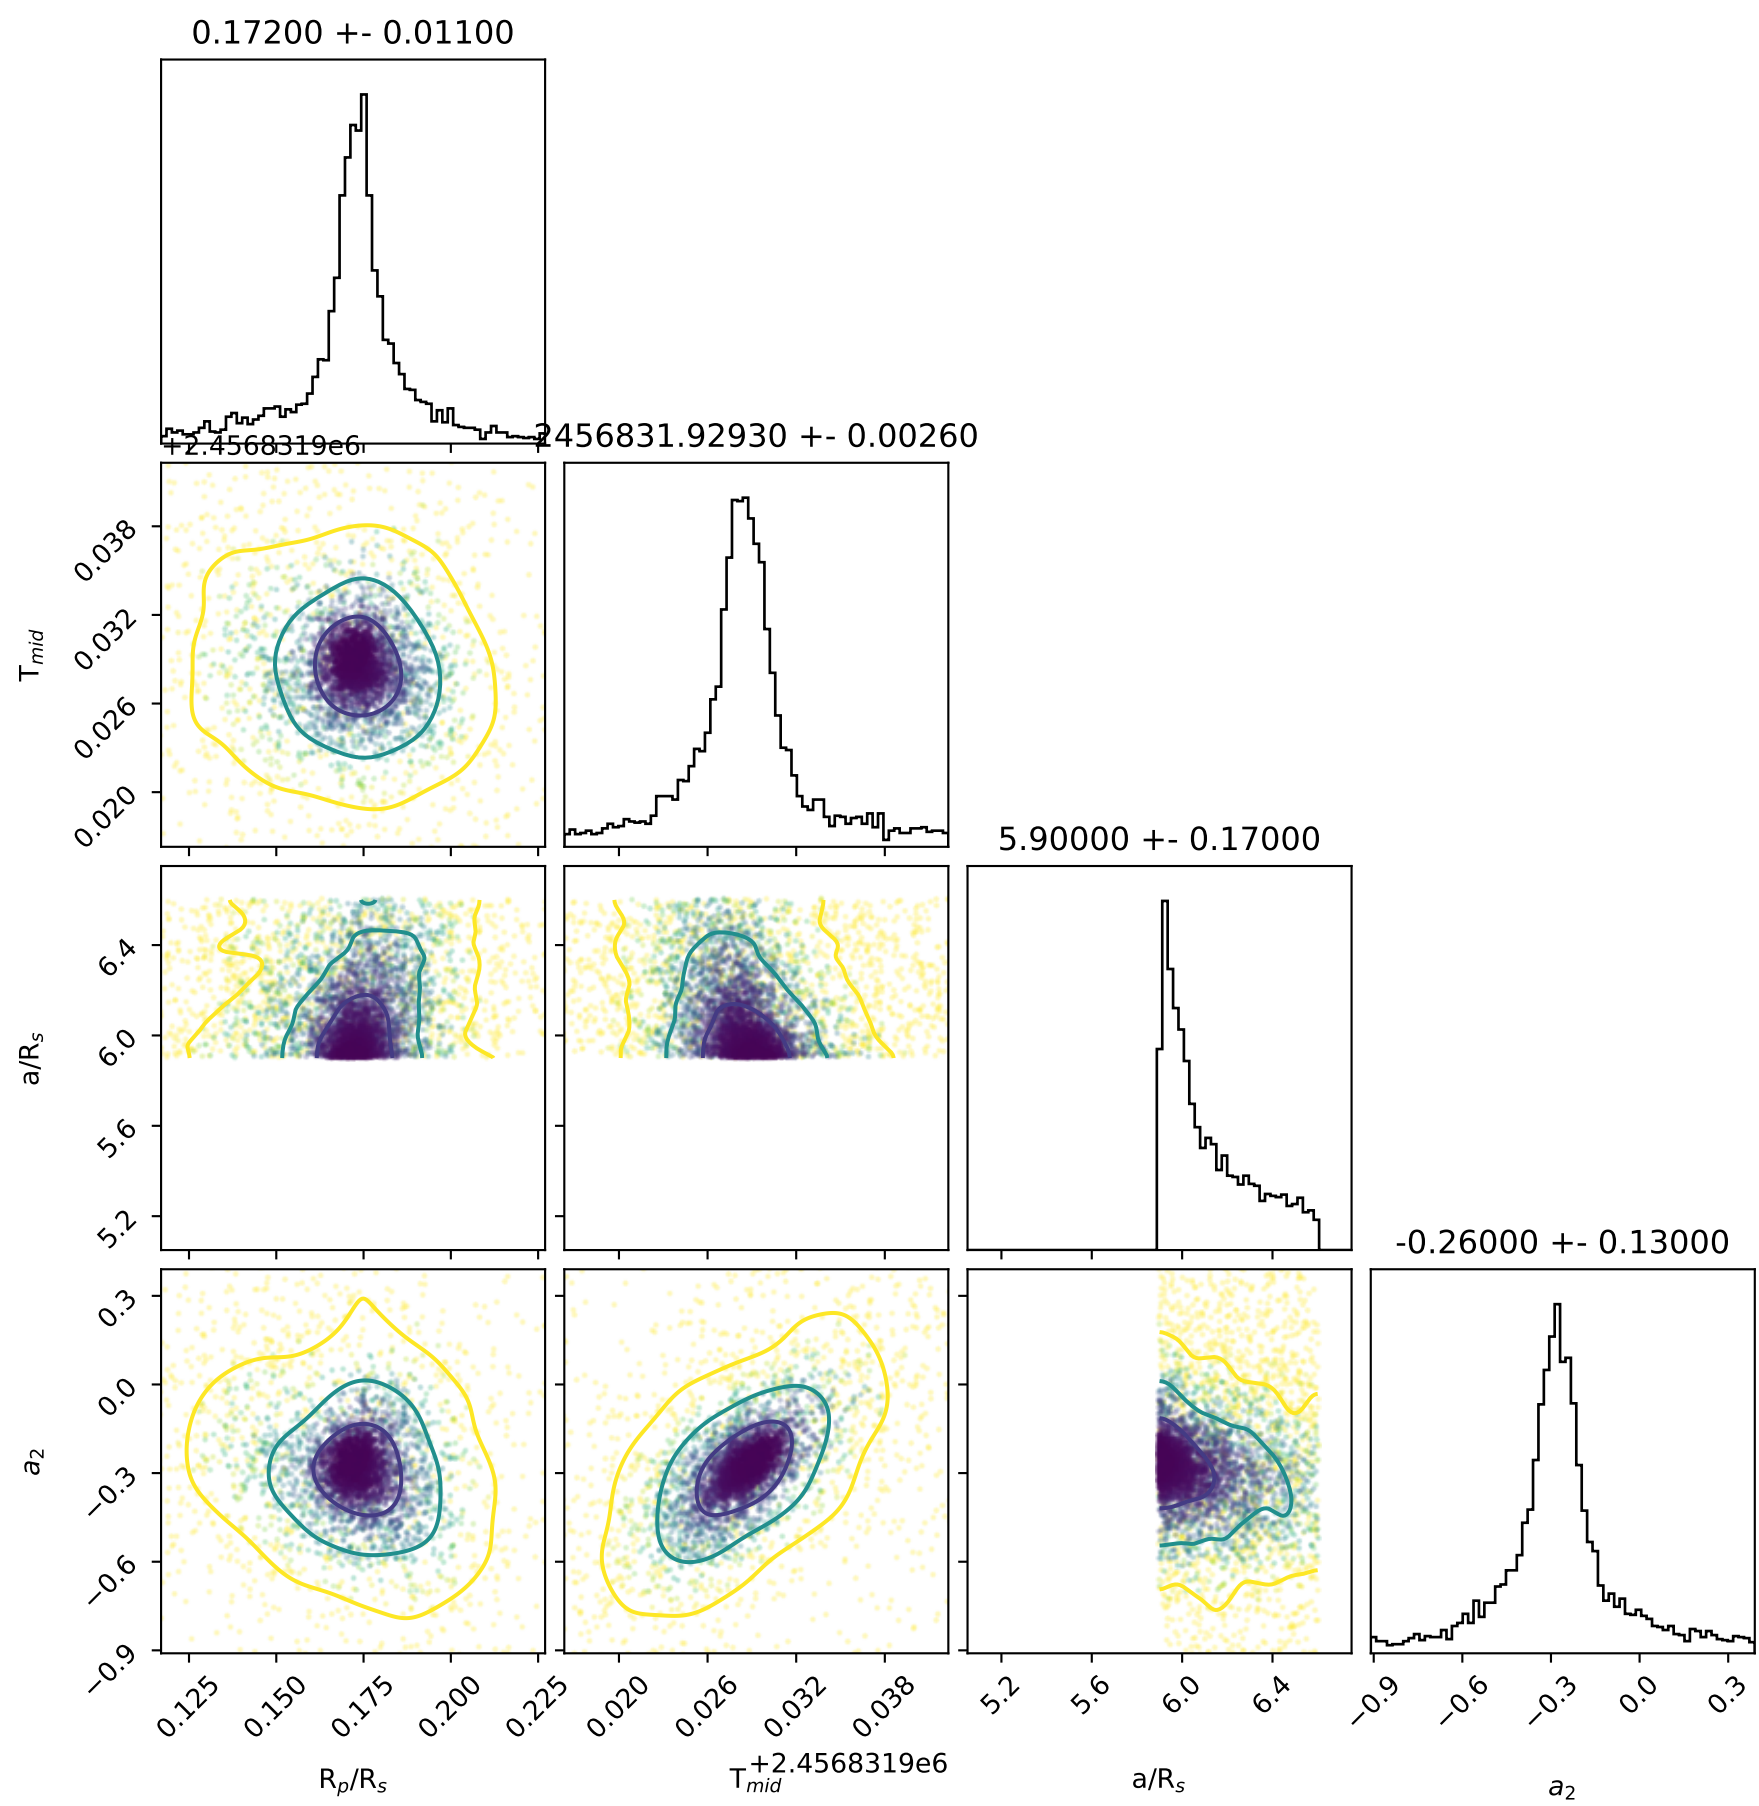 0.17200 +- 0.01100
+2.4568319e6
2456831.92930 +- 0.00260
T_mid
0.038
0.032
0.026
0.020
5.90000 +- 0.17000
a/R_s
6.4
6.0
5.6
5.2
-0.26000 +- 0.13000
a_2
0.3
0.0
−0.3
−0.6
−0.9
0.125 0.150 0.175 0.200 0.225
0.020 0.026 0.032 0.038
5.2 5.6 6.0 6.4
−0.9 −0.6 −0.3 0.0 0.3
+2.4568319e6
R_p/R_s T_mid a/R_s a_2